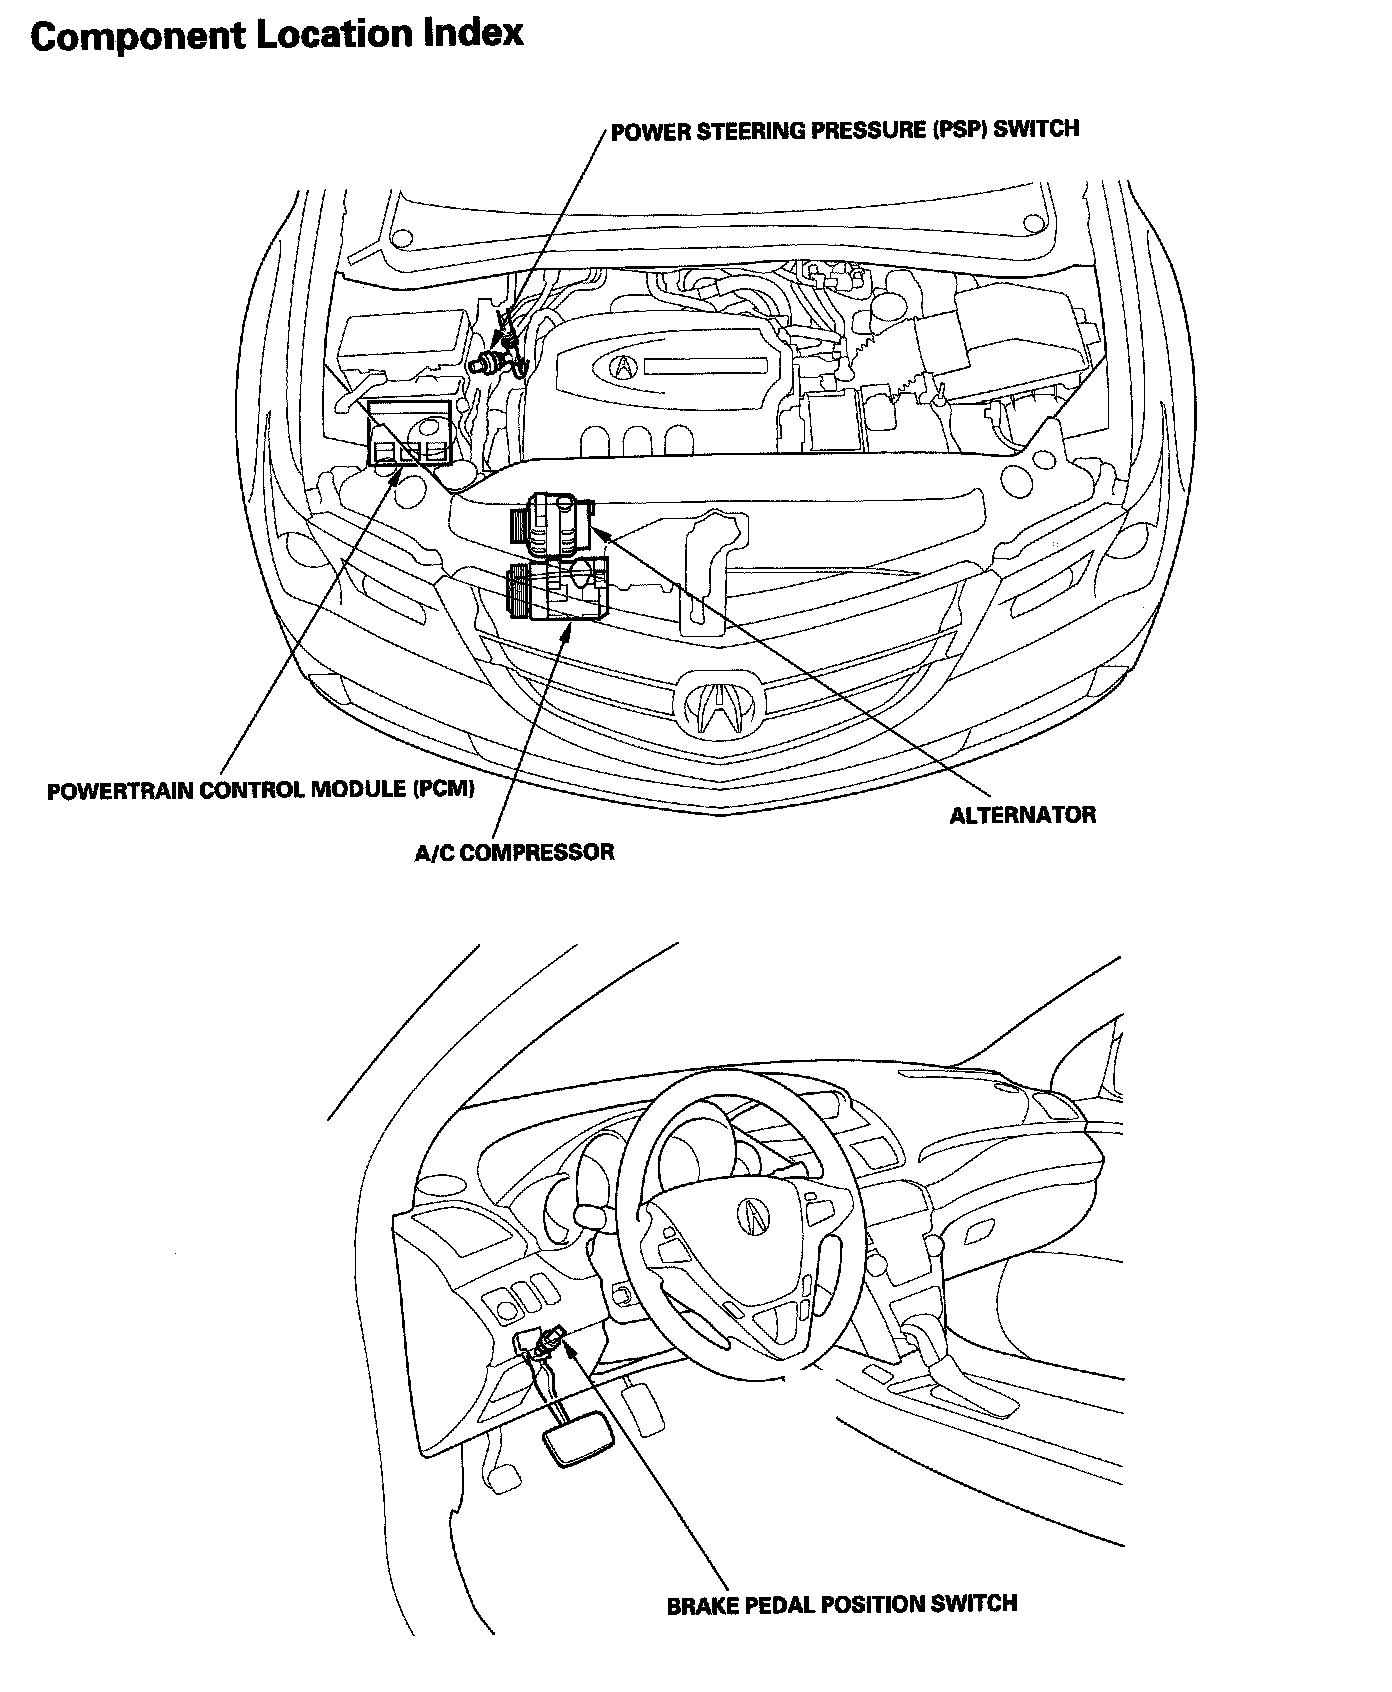 Component Location Index
POWER STEERING PRESSURE (PSP) SWITCH
POWERTRAIN CONTROL MODULE (PCM)
ALTERNATOR
A/C COMPRESSOR
BRAKE PEDAL POSITION SWITCH